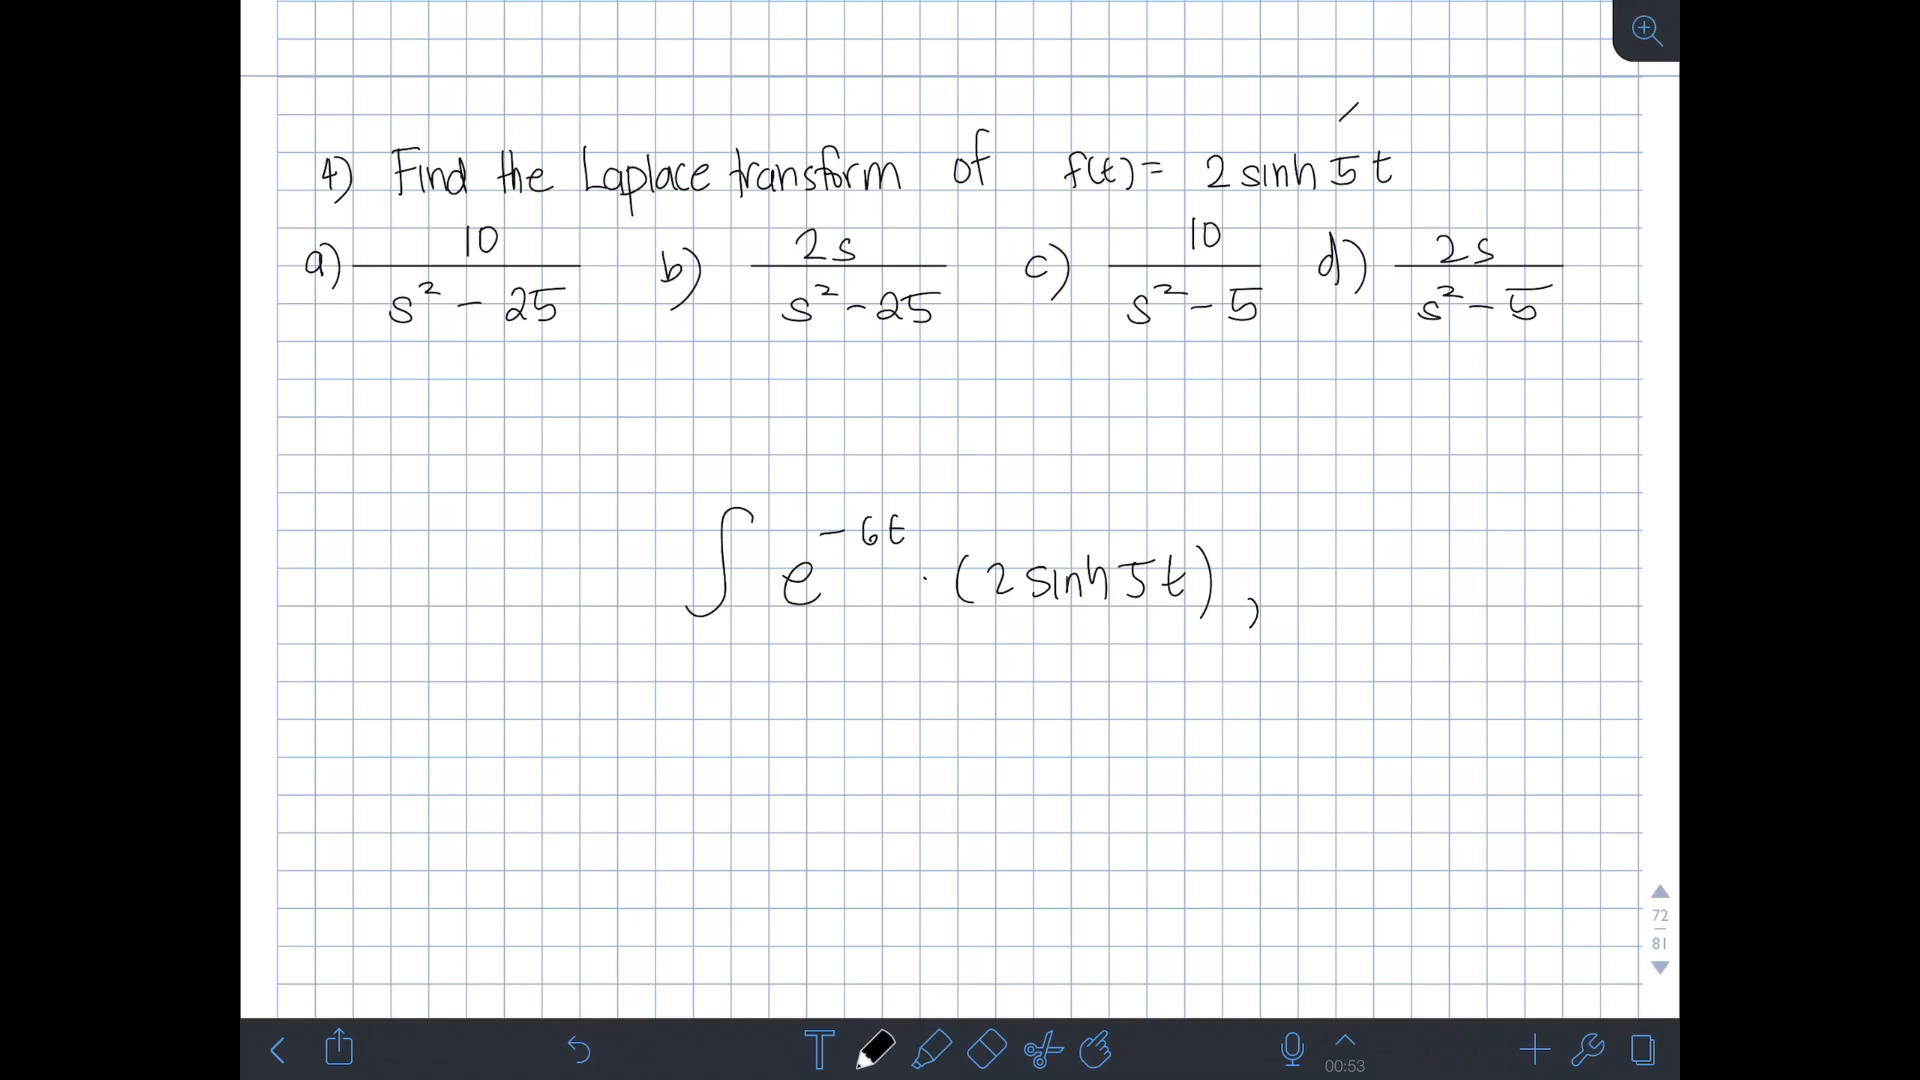 4) Find the Laplace transform of f(t) = 2 sinh 5t
a) 10 / (s² - 25) b) 2s / (s² - 25) c) 10 / (s² - 5) d) 2s / (s² - 5)
∫ e^(-6t) · (2 sinh 5t) ,
72
81
T
00:53